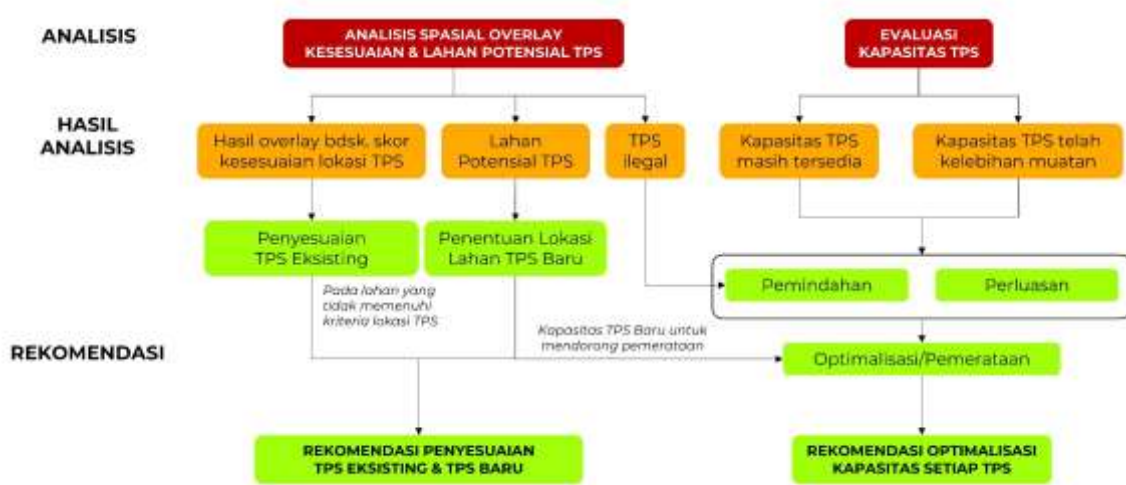 ANALISIS
ANALISIS SPASIAL OVERLAY
KESESUAIAN & LAHAN POTENSIAL TPS
EVALUASI
KAPASITAS TPS
HASIL
ANALISIS
Hasil overlay bdsk, skor
kesesuaian lokasi TPS
Lahan
Potensial TPS
TPS
ilegal
Kapasitas TPS
masih tersedia
Kapasitas TPS telah
kelebihan muatan
Penyesuaian
TPS Eksisting
Penentuan Lokasi
Lahan TPS Baru
Pemindahan
Perluasan
Pada lahan yang
tidak memenuhi
kriteria lokasi TPS
Kapasitas TPS Baru untuk
mendorong pemerataan
REKOMENDASI
Optimalisasi/Pemerataan
REKOMENDASI PENYESUAIAN
TPS EKSISTING & TPS BARU
REKOMENDASI OPTIMALISASI
KAPASITAS SETIAP TPS